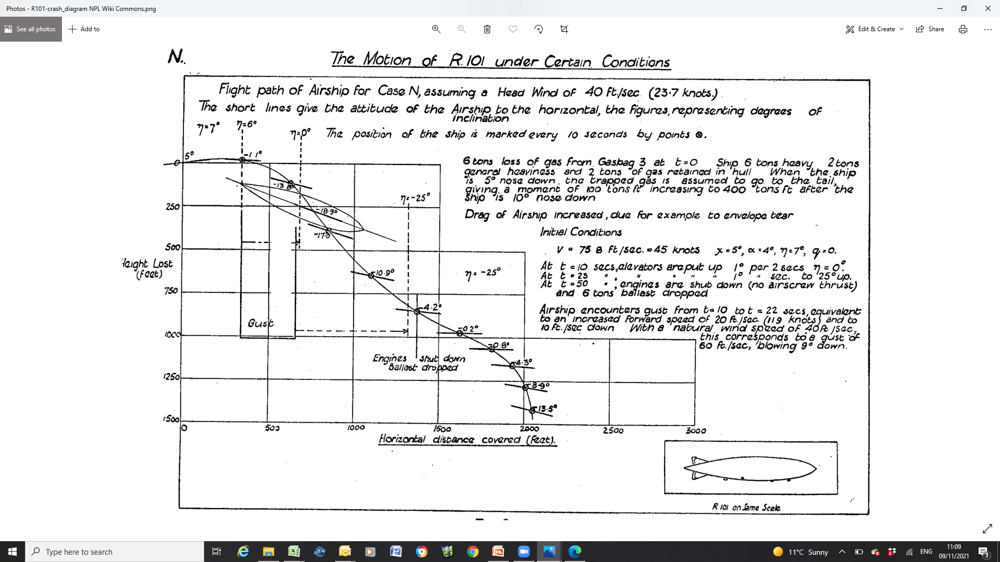 Photos - R101-crash_diagram NPL Wiki Commons.png
See all photos
Add to
Edit & Create
Share
N.
The Motion of R.101 under Certain Conditions
Flight path of Airship for Case N, assuming a Head Wind of 40 ft./sec. (23·7 knots.)
The short lines give the attitude of the Airship to the horizontal, the figures, representing degrees of
inclination
η=7° η=6° η=0° The position of the ship is marked every 10 seconds by points ⊗.
5° -1·1°
6 tons loss of gas from Gasbag 3 at t=0 Ship 6 tons heavy 2 tons
general heaviness and 2 tons of gas retained in hull When the ship
is 5° nose down, the trapped gas is assumed to go to the tail,
giving a moment of 100 tons ft increasing to 400 tons ft after the
ship is 10° nose down
Drag of Airship increased, due for example to envelope tear
Initial Conditions
V = 75 8 ft/sec. = 45 knots x = 5°, α = 4°, η = 7°, q = 0.
At t = 10 secs, elevators are put up 1° per 2 secs η = 0°.
At t = 23 " , " " " " 1° " sec. to 25° up.
At t = 50 " , engines are shut down (no airscrew thrust)
and 6 tons ballast dropped
Airship encounters gust from t=10 to t = 22 secs, equivalent
to an increased forward speed of 20 ft./sec. (11 9 knots) and to
10 ft./sec down With a natural wind speed of 40 ft /sec,
this corresponds to a gust of
60 ft./sec, blowing 9° down.
-18·9°
η=-25°
-10·9°
η = -25°
-4·2°
-0 2°
-0·8°
-4·3°
-8·9°
-13·5°
Gust
Engines shut down
Ballast dropped
Height Lost
(feet)
0
250
500
750
1000
1250
1500
0 500 1000 1500 2000 2500 3000
Horizontal distance covered (feet).
R 101 on Same Scale
Type here to search
11°C Sunny
ENG
11:09
09/11/2021
3